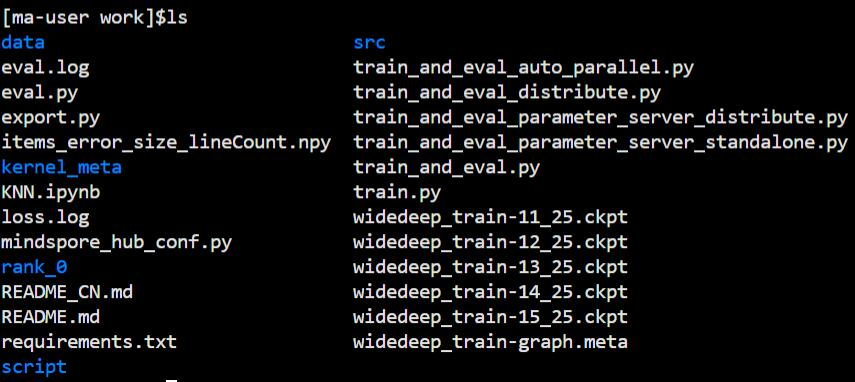 [ma-user work]$ls
data src
eval.log train_and_eval_auto_parallel.py
eval.py train_and_eval_distribute.py
export.py train_and_eval_parameter_server_distribute.py
items_error_size_lineCount.npy train_and_eval_parameter_server_standalone.py
kernel_meta train_and_eval.py
KNN.ipynb train.py
loss.log widedeep_train-11_25.ckpt
mindspore_hub_conf.py widedeep_train-12_25.ckpt
rank_0 widedeep_train-13_25.ckpt
README_CN.md widedeep_train-14_25.ckpt
README.md widedeep_train-15_25.ckpt
requirements.txt widedeep_train-graph.meta
script